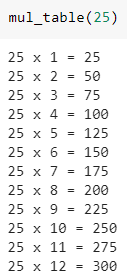 mul_table(25)
25 x 1 = 25
25 x 2 = 50
25 x 3 = 75
25 x 4 = 100
25 x 5 = 125
25 x 6 = 150
25 x 7 = 175
25 x 8 = 200
25 x 9 = 225
25 x 10 = 250
25 x 11 = 275
25 x 12 = 300